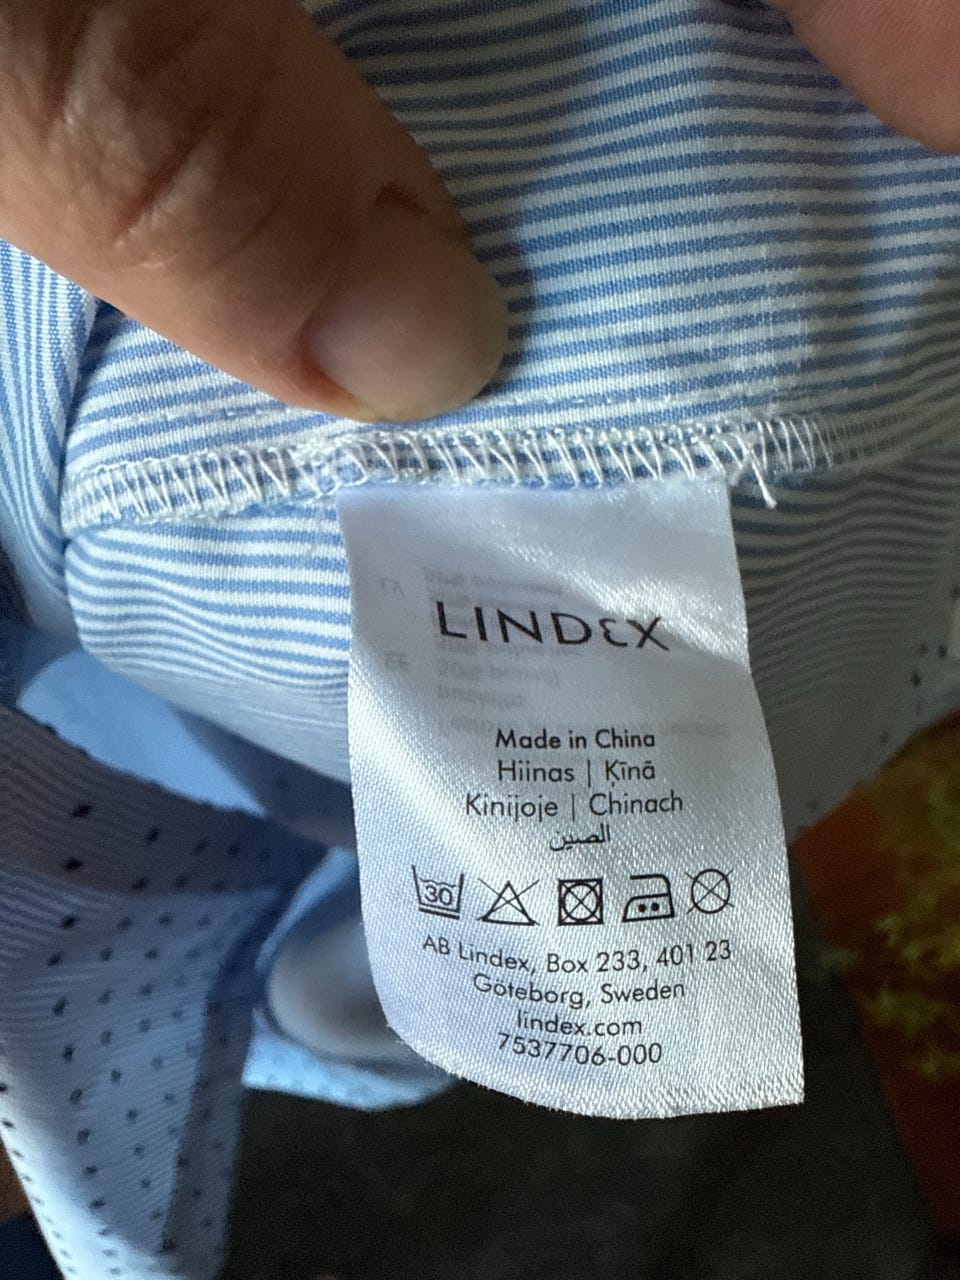 LINDEX
Made in China
Hiinas | Ķīnā
Kinijoje | Chinach
الصين
30
AB Lindex, Box 233, 401 23
Göteborg, Sweden
lindex.com
7537706-000